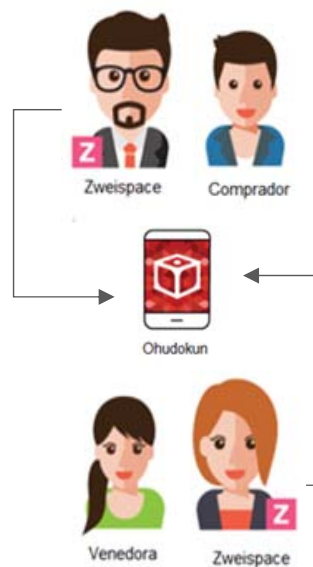 Z
Zweispace
Comprador
Ohudokun
Z
Venedora
Zweispace